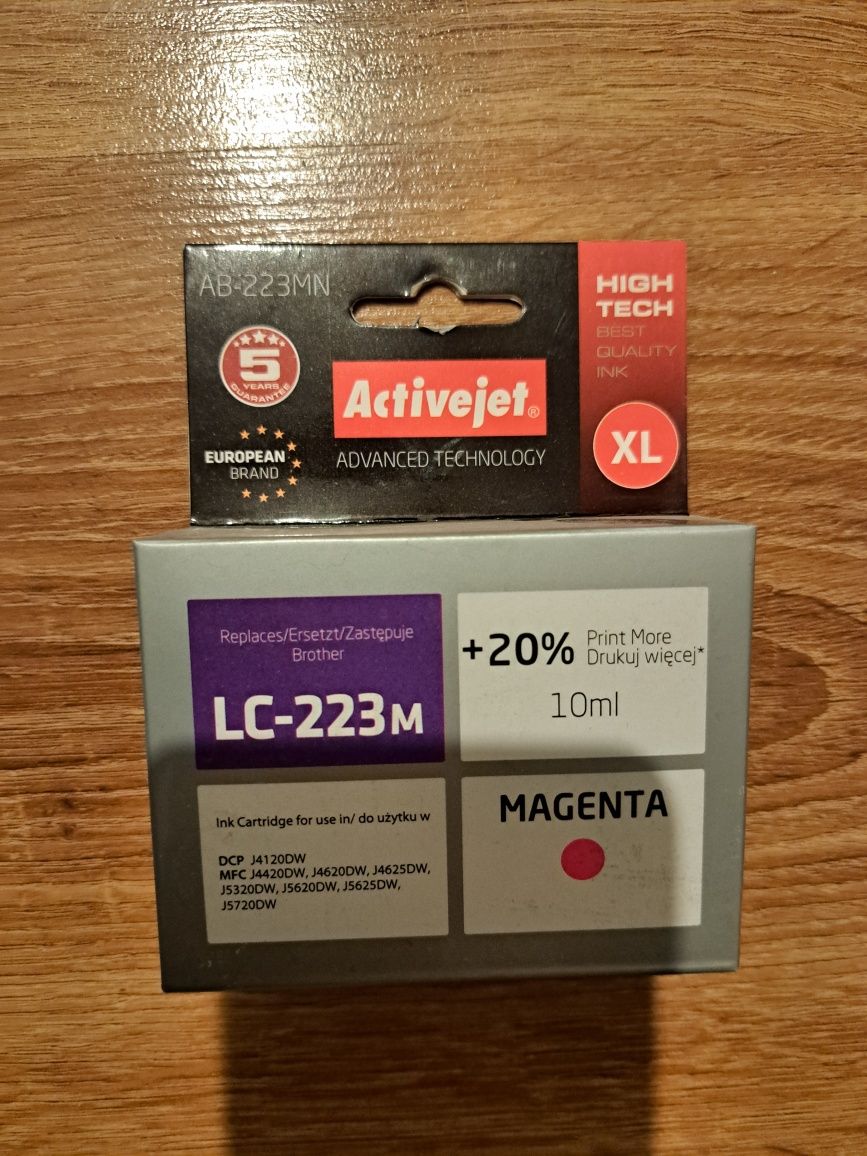 AB-223MN
5
YEARS
GUARANTEE
EUROPEAN
BRAND
Activejet®
ADVANCED TECHNOLOGY
HIGH
TECH
BEST
QUALITY
INK
XL
Replaces/Ersetzt/Zastępuje
Brother
LC-223M
+20% Print More
Drukuj więcej*
10ml
Ink Cartridge for use in/ do użytku w
DCP J4120DW
MFC J4420DW, J4620DW, J4625DW,
J5320DW, J5620DW, J5625DW,
J5720DW
MAGENTA